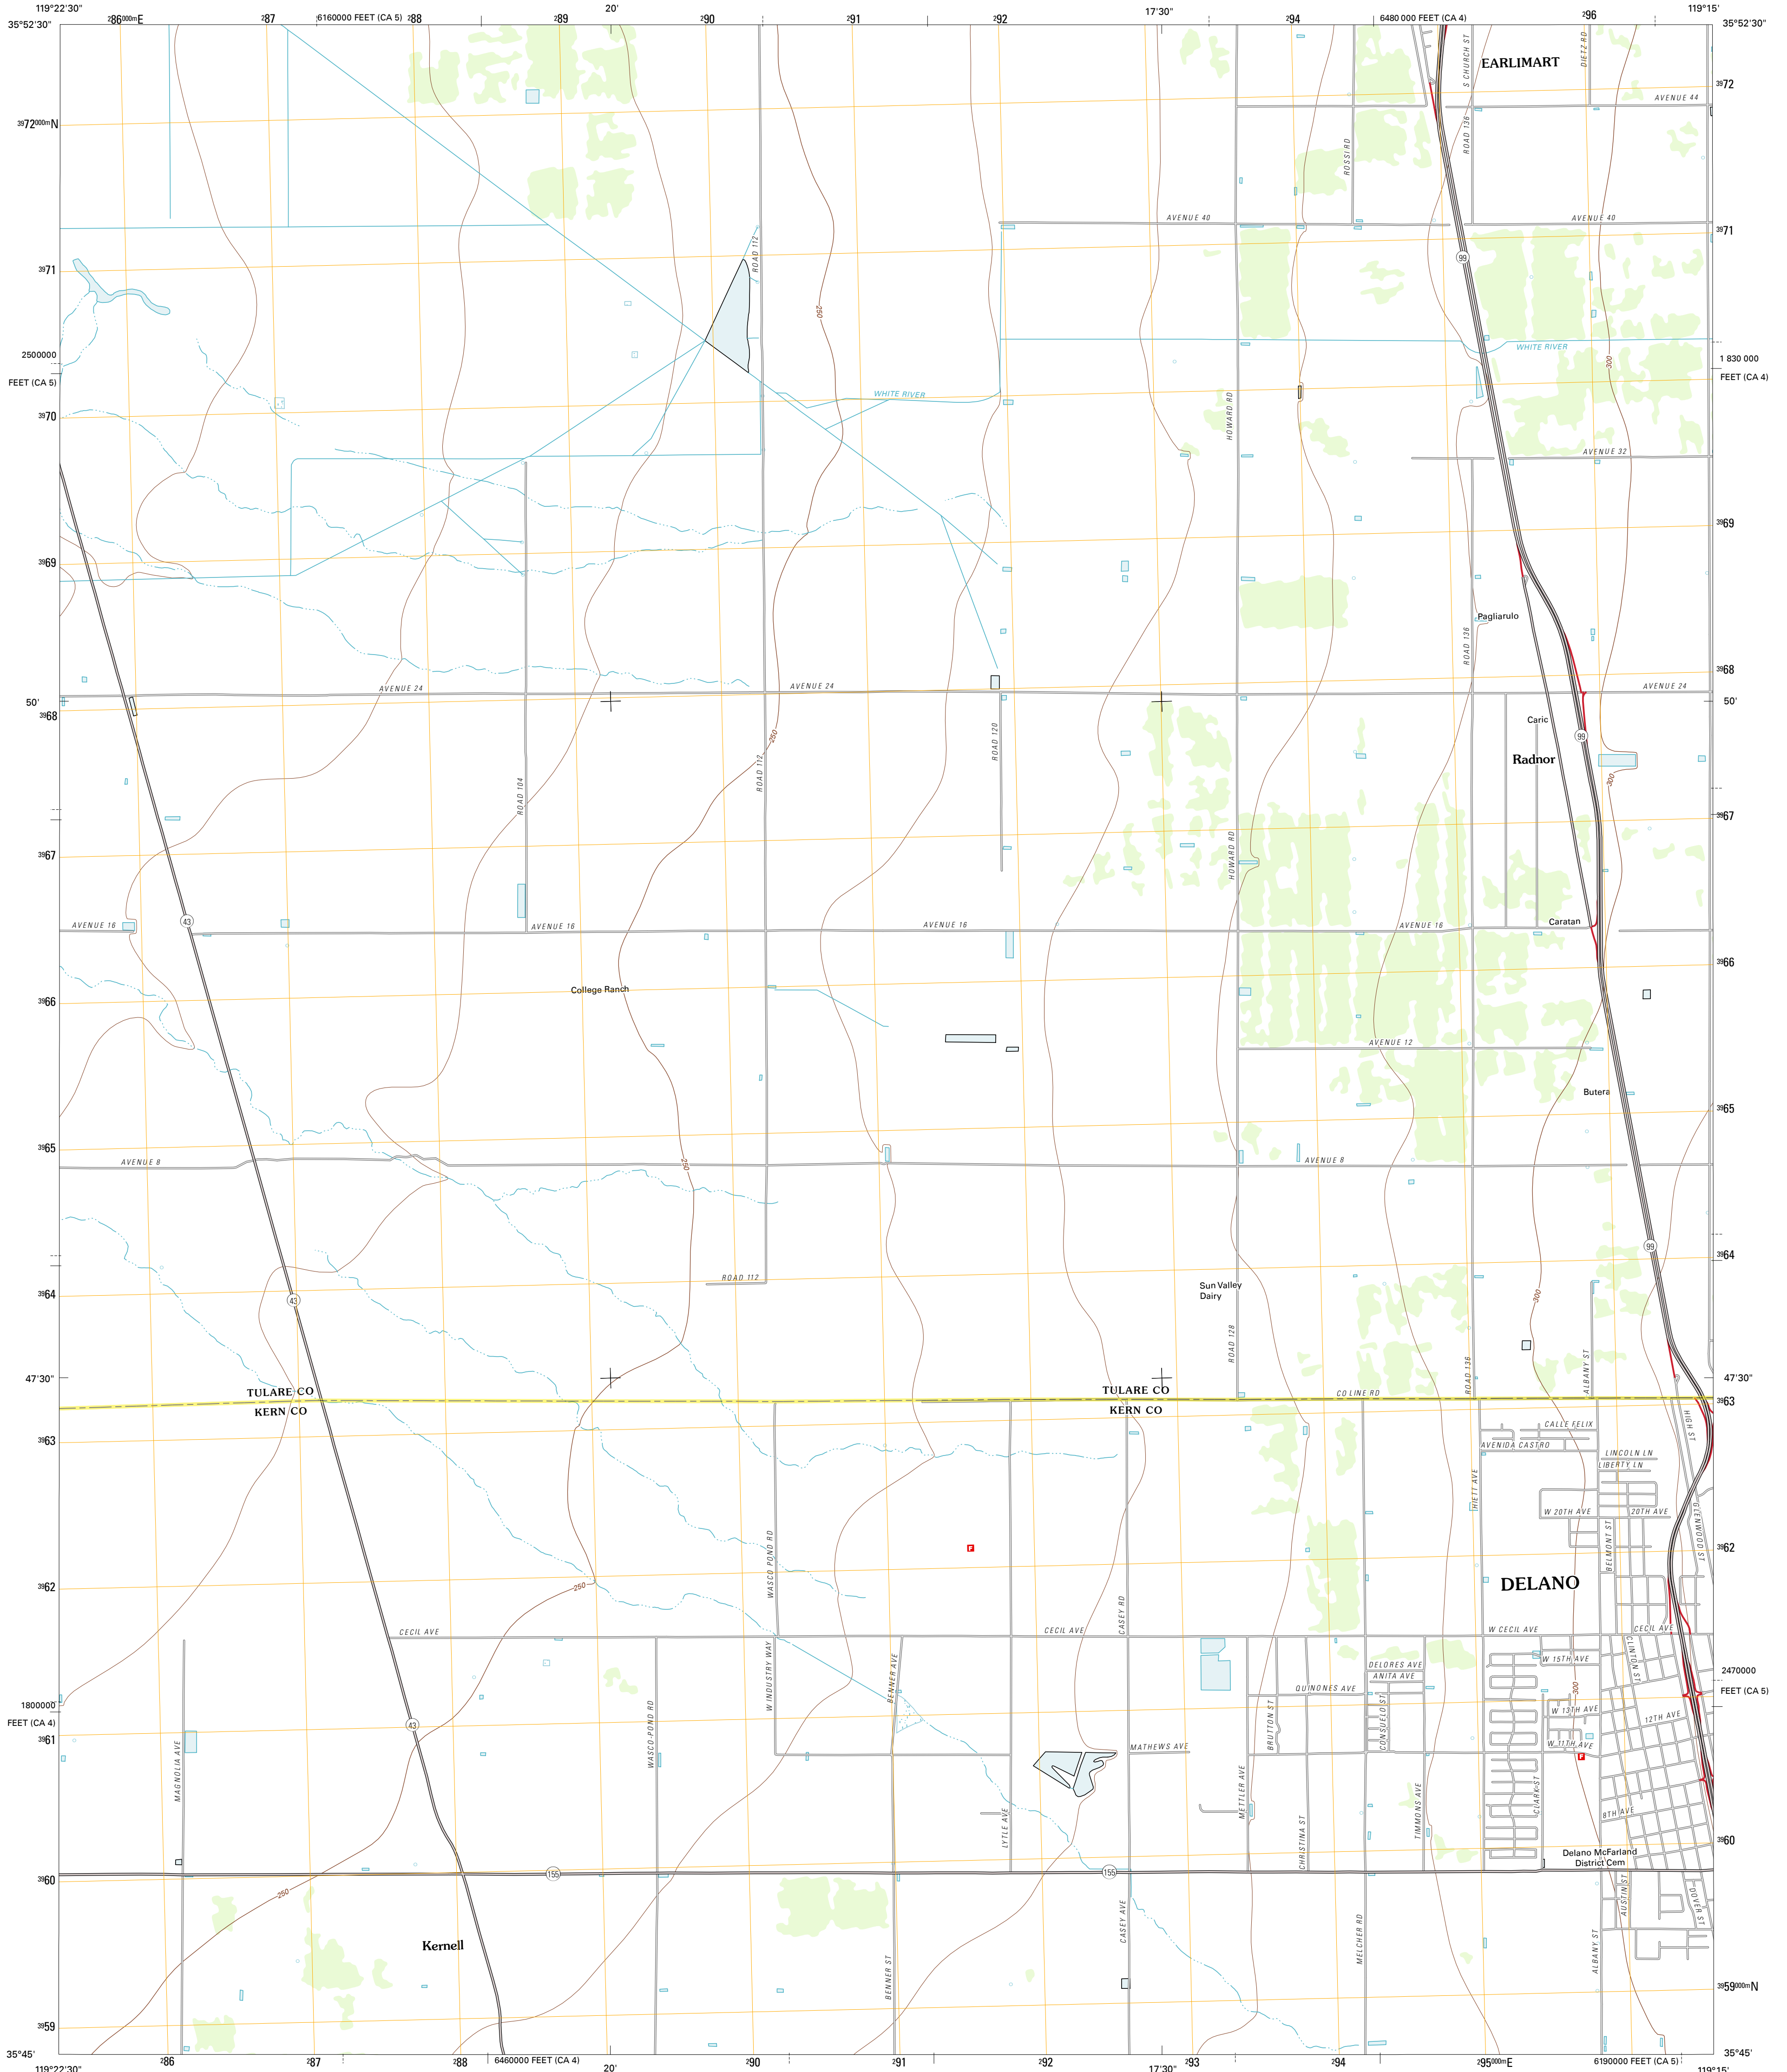 119°22'30"
286000mE
287
6160000 FEET (CA 5)
288
289
20'
290
291
292
17'30"
294
6480 000 FEET (CA 4)
296
119°15'
35°52'30"
35°52'30"
EARLIMART
S CHURCH ST
DIETZ RD
3972
AVENUE 44
3972000mN
ROAD 136
ROSSI RD
AVENUE 40
AVENUE 40
3971
ROAD 112
99
3971
250
WHITE RIVER
2500000
FEET (CA 5)
300
1 830 000
FEET (CA 4)
WHITE RIVER
3970
HOWARD RD
AVENUE 32
3969
3969
Pagliarulo
ROAD 136
3968
AVENUE 24
AVENUE 24
AVENUE 24
50'
50'
3968
Caric
250
ROAD 120
99
Radnor
ROAD 112
ROAD 104
300
3967
3967
HOWARD RD
43
AVENUE 16
AVENUE 16
AVENUE 16
AVENUE 16
Caratan
3966
College Ranch
3966
AVENUE 12
Butera
3965
3965
AVENUE 8
250
AVENUE 8
99
3964
ROAD 112
Sun Valley
Dairy
3964
43
300
ROAD 128
ROAD 136
ALBANY ST
47'30"
47'30"
TULARE CO
TULARE CO
CO LINE RD
3963
KERN CO
KERN CO
3963
CALLE FELIX
HIGH ST
AVENIDA CASTRO
LINCOLN LN
LIBERTY LN
HIETT AVE
W 20TH AVE
20TH AVE
GLENWOOD ST
BELMONT ST
WASCO POND RD
F
3962
3962
250
DELANO
CASEY RD
CECIL AVE
CECIL AVE
W CECIL AVE
CECIL AVE
CLINTON ST
W 15TH AVE
DELORES AVE
ANITA AVE
QUINONES AVE
2470000
FEET (CA 5)
W INDUSTRY WAY
BENNER AVE
300
1800000
FEET (CA 4)
43
WASCO-POND RD
BRUTTON ST
CONSUELO ST
W 13TH AVE
12TH AVE
3961
MAGNOLIA AVE
MATHEWS AVE
W 11TH AVE
F
METTLER AVE
TIMMONS AVE
CLARK ST
8TH AVE
LYTLE AVE
CHRISTINA ST
3960
Delano McFarland
District Cem
155
155
3960
250
AUSTIN ST
DOVER ST
CASEY AVE
MELCHER RD
ALBANY ST
Kernell
BENNER ST
3959000mN
3959
35°45'
35°45'
119°22'30"
286
287
288
6460000 FEET (CA 4)
20'
290
291
292
17'30"
293
294
295000mE
6190000 FEET (CA 5)
119°15'